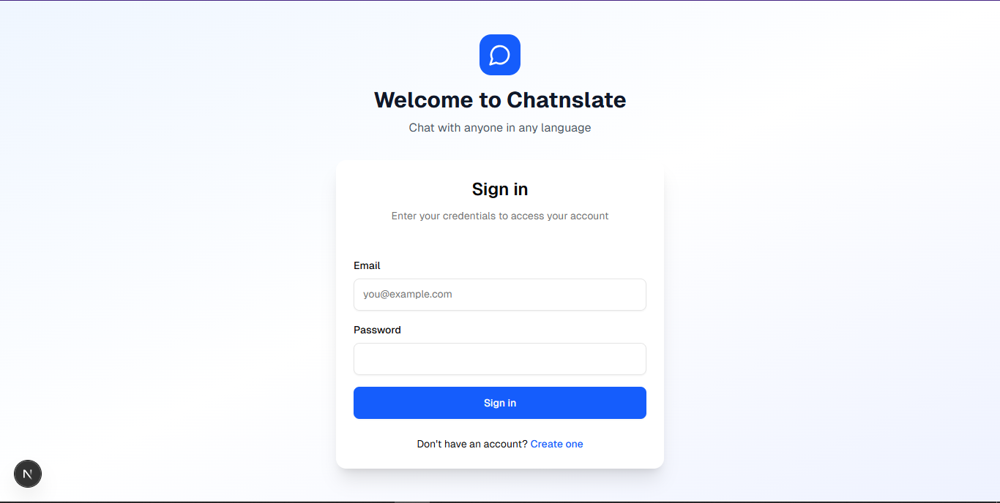 Welcome to Chatnslate
Chat with anyone in any language
Sign in
Enter your credentials to access your account
Email
you@example.com
Password
Sign in
Don't have an account? Create one
N